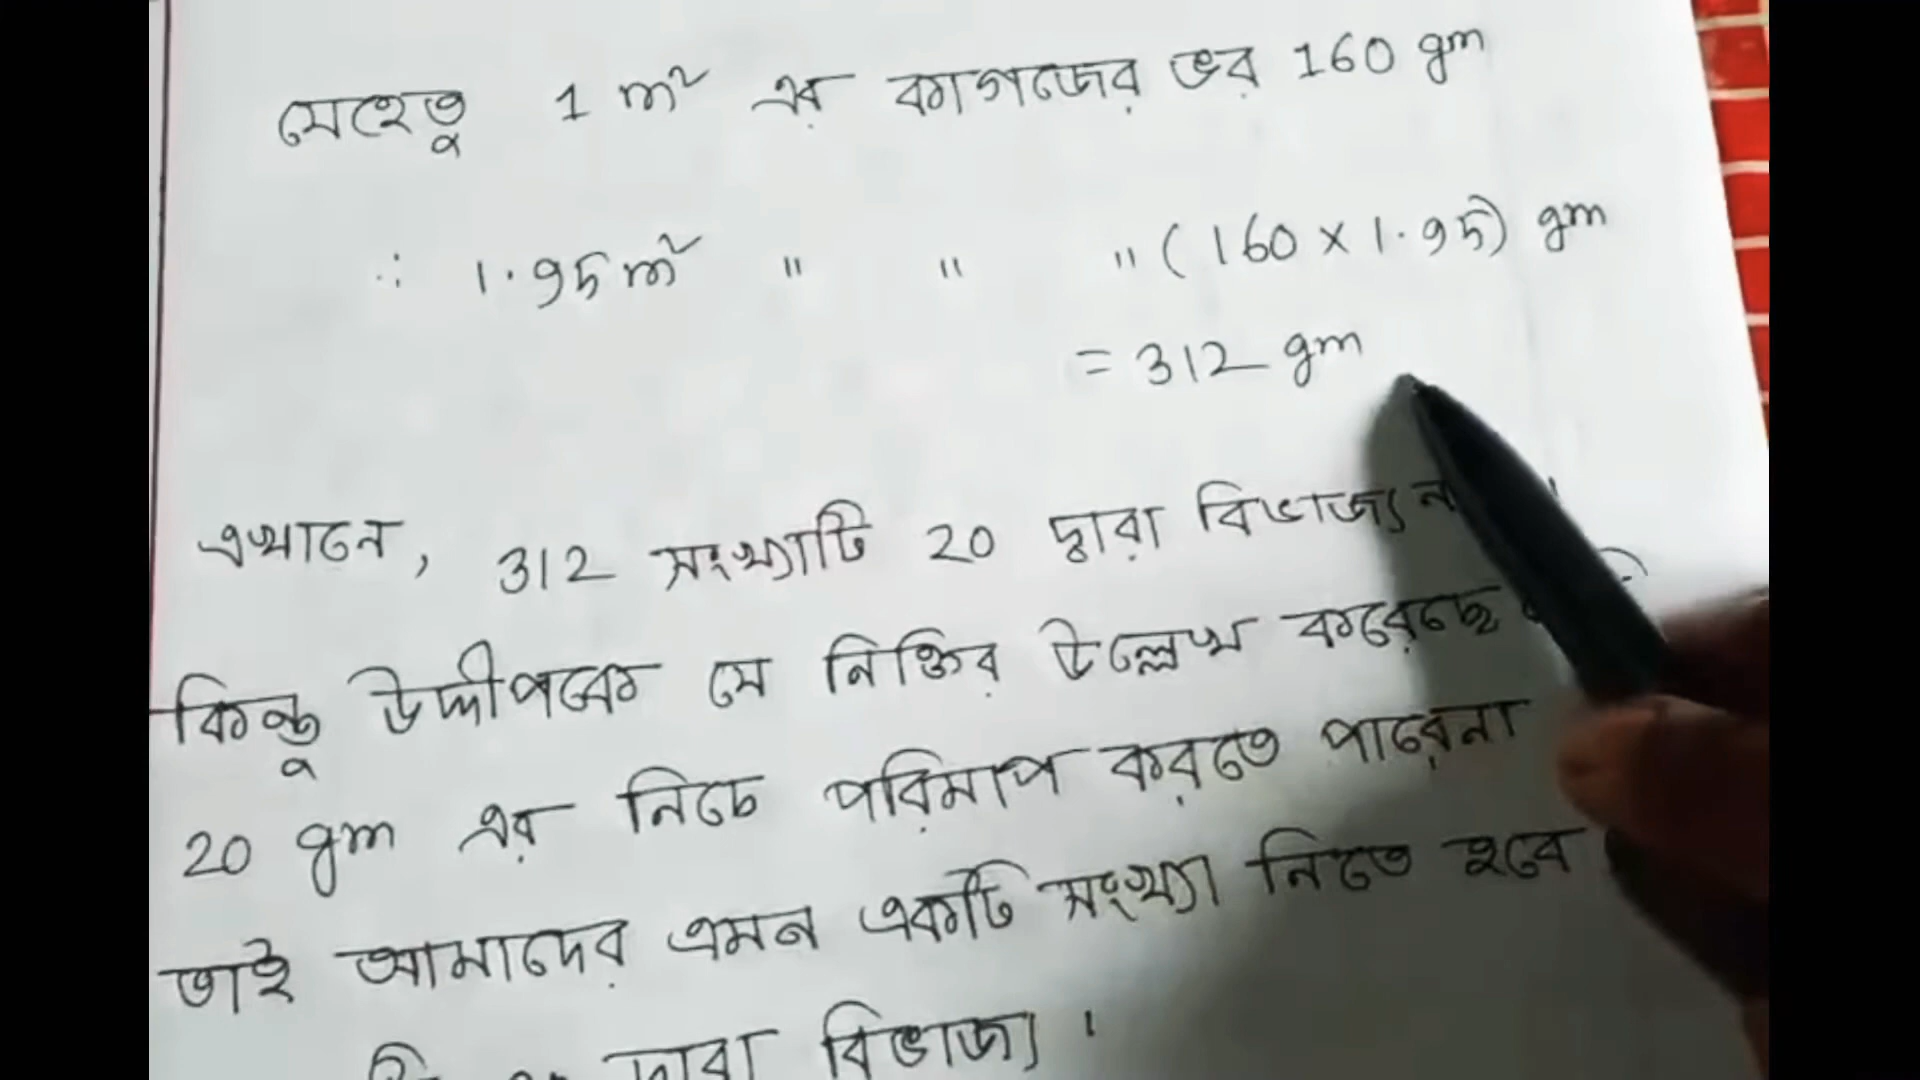 যেহেতু 1 m² এর কাগজের ভর 160 gm
∴ 1.95 m² " " " (160 × 1.95) gm
= 312 gm
এখানে, 312 সংখ্যাটি 20 দ্বারা বিভাজ্য
কিন্তু উদ্দীপকে যে নিক্তির উল্লেখ করেছে
20 gm এর নিচে পরিমাপ করতে পারেনা
তাই আমাদের এমন একটি সংখ্যা নিতে হবে
দ্বারা বিভাজ্য ।